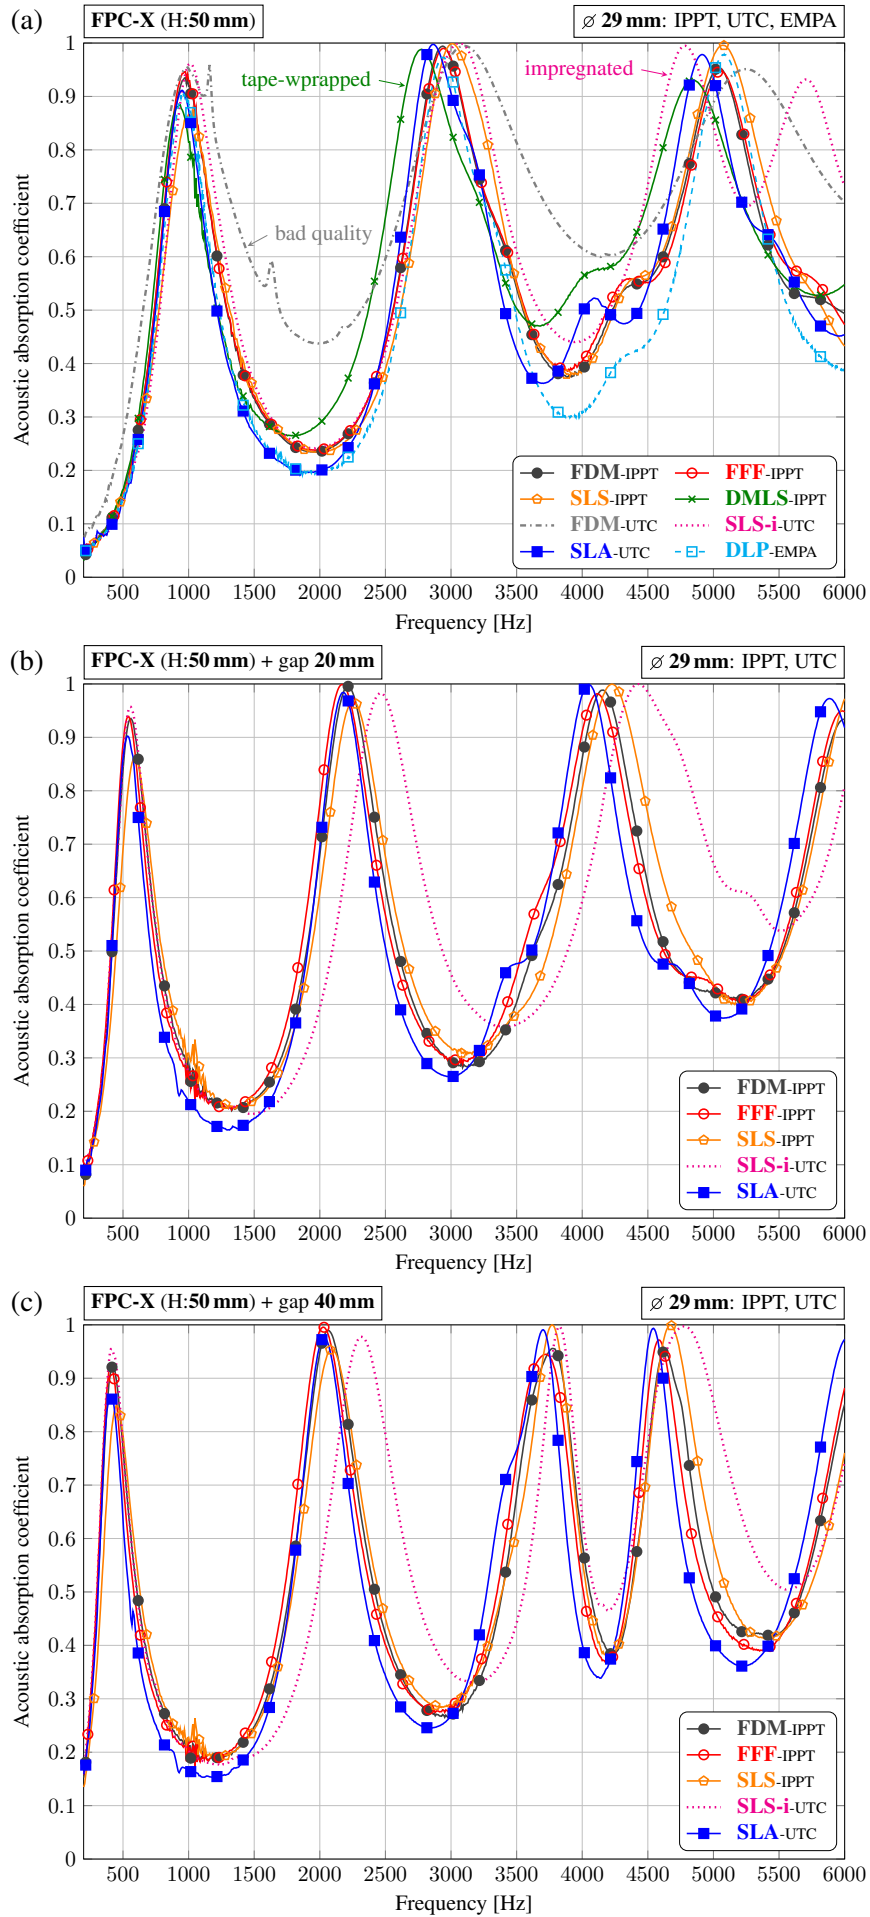 (a)
FPC-X (H:50 mm)
⌀ 29 mm: IPPT, UTC, EMPA
1
0.9
0.8
0.7
0.6
0.5
0.4
0.3
0.2
0.1
0
Acoustic absorption coefficient
tape-wprapped
impregnated
bad quality
FDM-IPPT
FFF-IPPT
SLS-IPPT
DMLS-IPPT
FDM-UTC
SLS-i-UTC
SLA-UTC
DLP-EMPA
500 1000 1500 2000 2500 3000 3500 4000 4500 5000 5500 6000
Frequency [Hz]
(b)
FPC-X (H:50 mm) + gap 20 mm
⌀ 29 mm: IPPT, UTC
1
0.9
0.8
0.7
0.6
0.5
0.4
0.3
0.2
0.1
0
Acoustic absorption coefficient
FDM-IPPT
FFF-IPPT
SLS-IPPT
SLS-i-UTC
SLA-UTC
500 1000 1500 2000 2500 3000 3500 4000 4500 5000 5500 6000
Frequency [Hz]
(c)
FPC-X (H:50 mm) + gap 40 mm
⌀ 29 mm: IPPT, UTC
1
0.9
0.8
0.7
0.6
0.5
0.4
0.3
0.2
0.1
0
Acoustic absorption coefficient
FDM-IPPT
FFF-IPPT
SLS-IPPT
SLS-i-UTC
SLA-UTC
500 1000 1500 2000 2500 3000 3500 4000 4500 5000 5500 6000
Frequency [Hz]